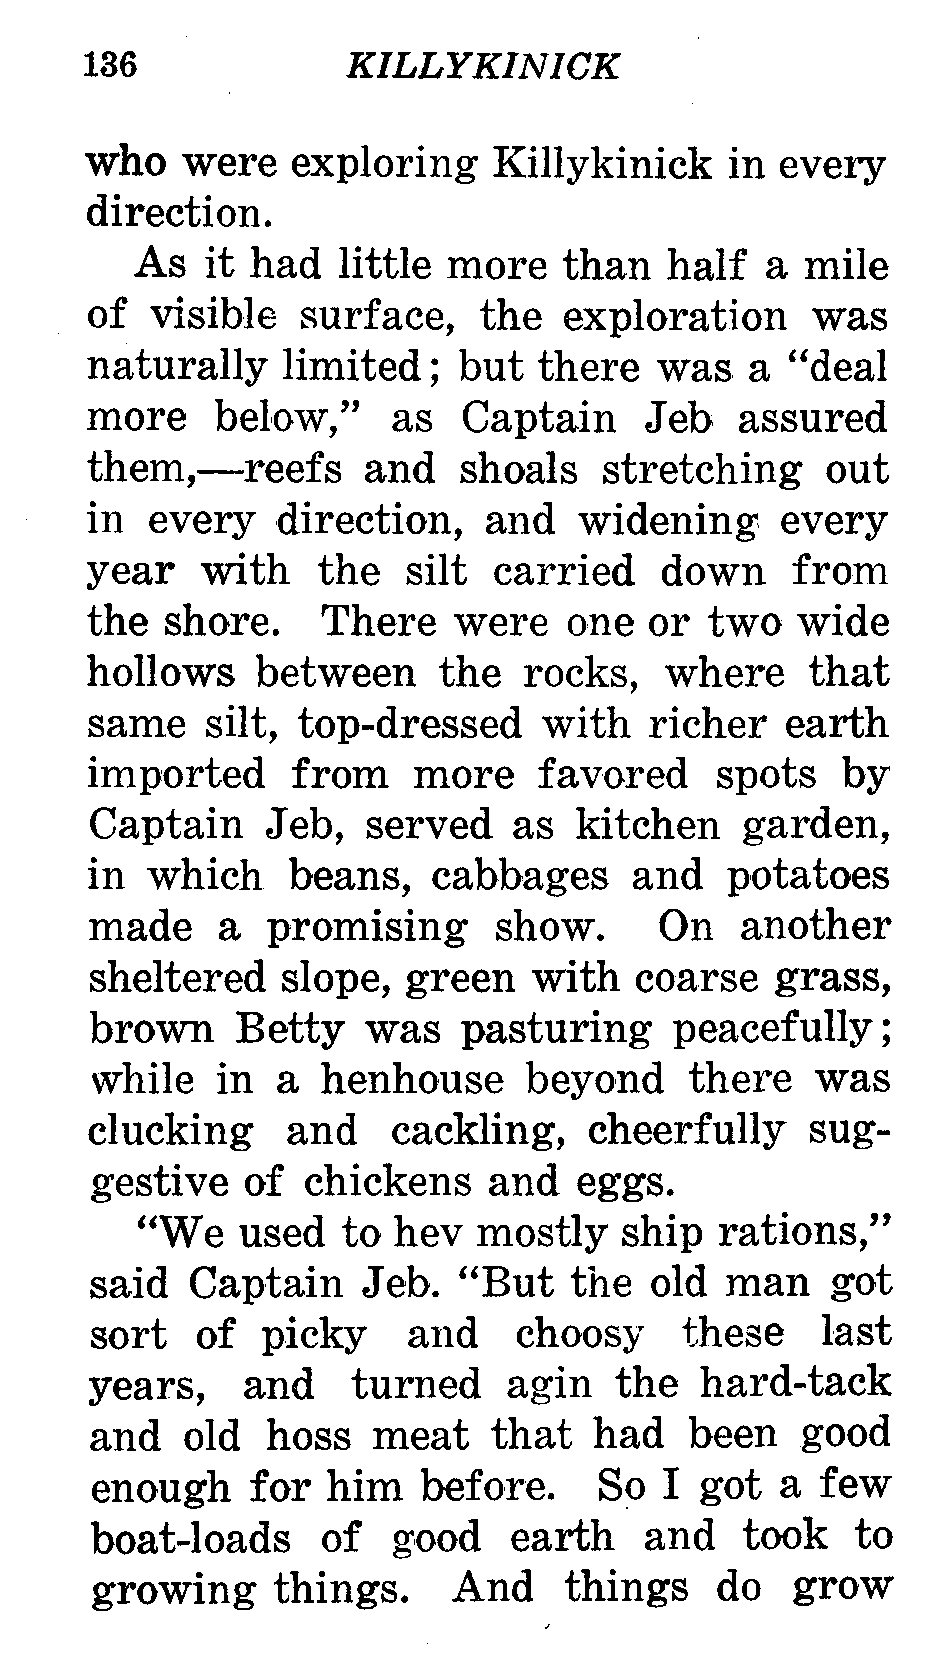 136 KILLYKINICK
who were exploring Killykinick in every
direction.
As it had little more than half a mile
of visible surface, the exploration was
naturally limited; but there was a “deal
more below,” as Captain Jeb assured
them,—reefs and shoals stretching out
in every direction, and widening every
year with the silt carried down from
the shore. There were one or two wide
hollows between the rocks, where that
same silt, top-dressed with richer earth
imported from more favored spots by
Captain Jeb, served as kitchen garden,
in which beans, cabbages and potatoes
made a promising show. On another
sheltered slope, green with coarse grass,
brown Betty was pasturing peacefully;
while in a henhouse beyond there was
clucking and cackling, cheerfully sug-
gestive of chickens and eggs.
“We used to hev mostly ship rations,”
said Captain Jeb. “But the old man got
sort of picky and choosy these last
years, and turned agin the hard-tack
and old hoss meat that had been good
enough for him before. So I got a few
boat-loads of good earth and took to
growing things. And things do grow